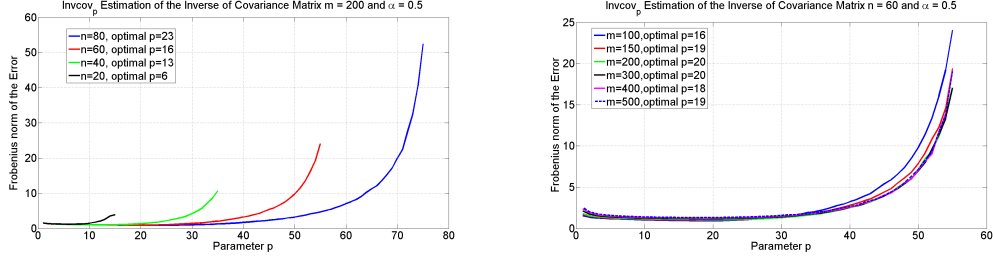 Invcovp Estimation of the Inverse of Covariance Matrix m = 200 and α = 0.5
Frobenius norm of the Error
60
50
40
30
20
10
0
n=80, optimal p=23
n=60, optimal p=16
n=40, optimal p=13
n=20, optimal p=6
0 10 20 30 40 50 60 70 80
Parameter p
Invcovp Estimation of the Inverse of Covariance Matrix n = 60 and α = 0.5
Frobenius norm of the Error
25
20
15
10
5
0
m=100,optimal p=16
m=150,optimal p=19
m=200,optimal p=20
m=300,optimal p=20
m=400,optimal p=18
m=500,optimal p=19
0 10 20 30 40 50 60
Parameter p